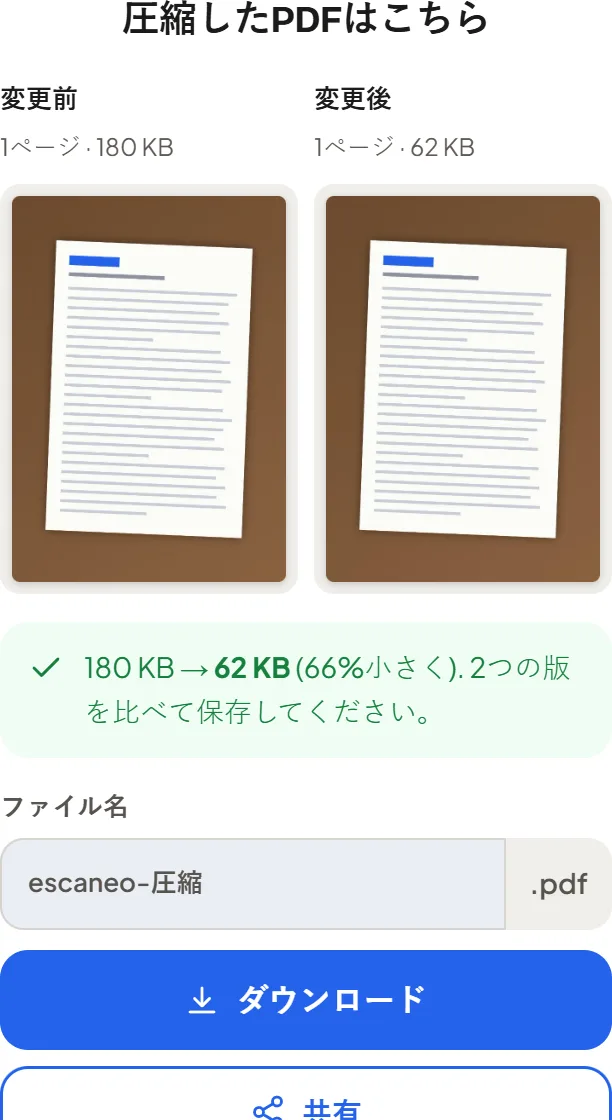 圧縮したPDFはこちら
変更前
変更後
1ページ · 180 KB
1ページ · 62 KB
180 KB → 62 KB (66%小さく). 2つの版
を比べて保存してください。
ファイル名
escaneo-圧縮
.pdf
ダウンロード
共有